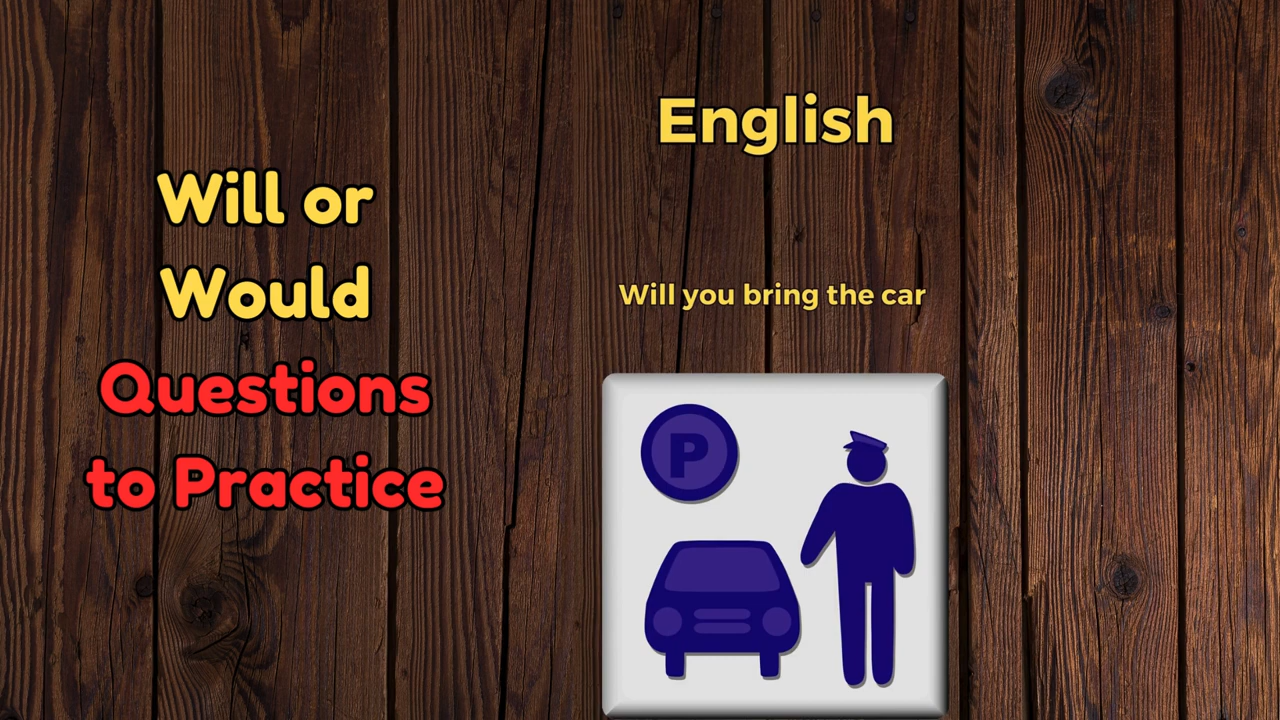 Will or
Would
Questions
to Practice
English
Will you bring the car
P